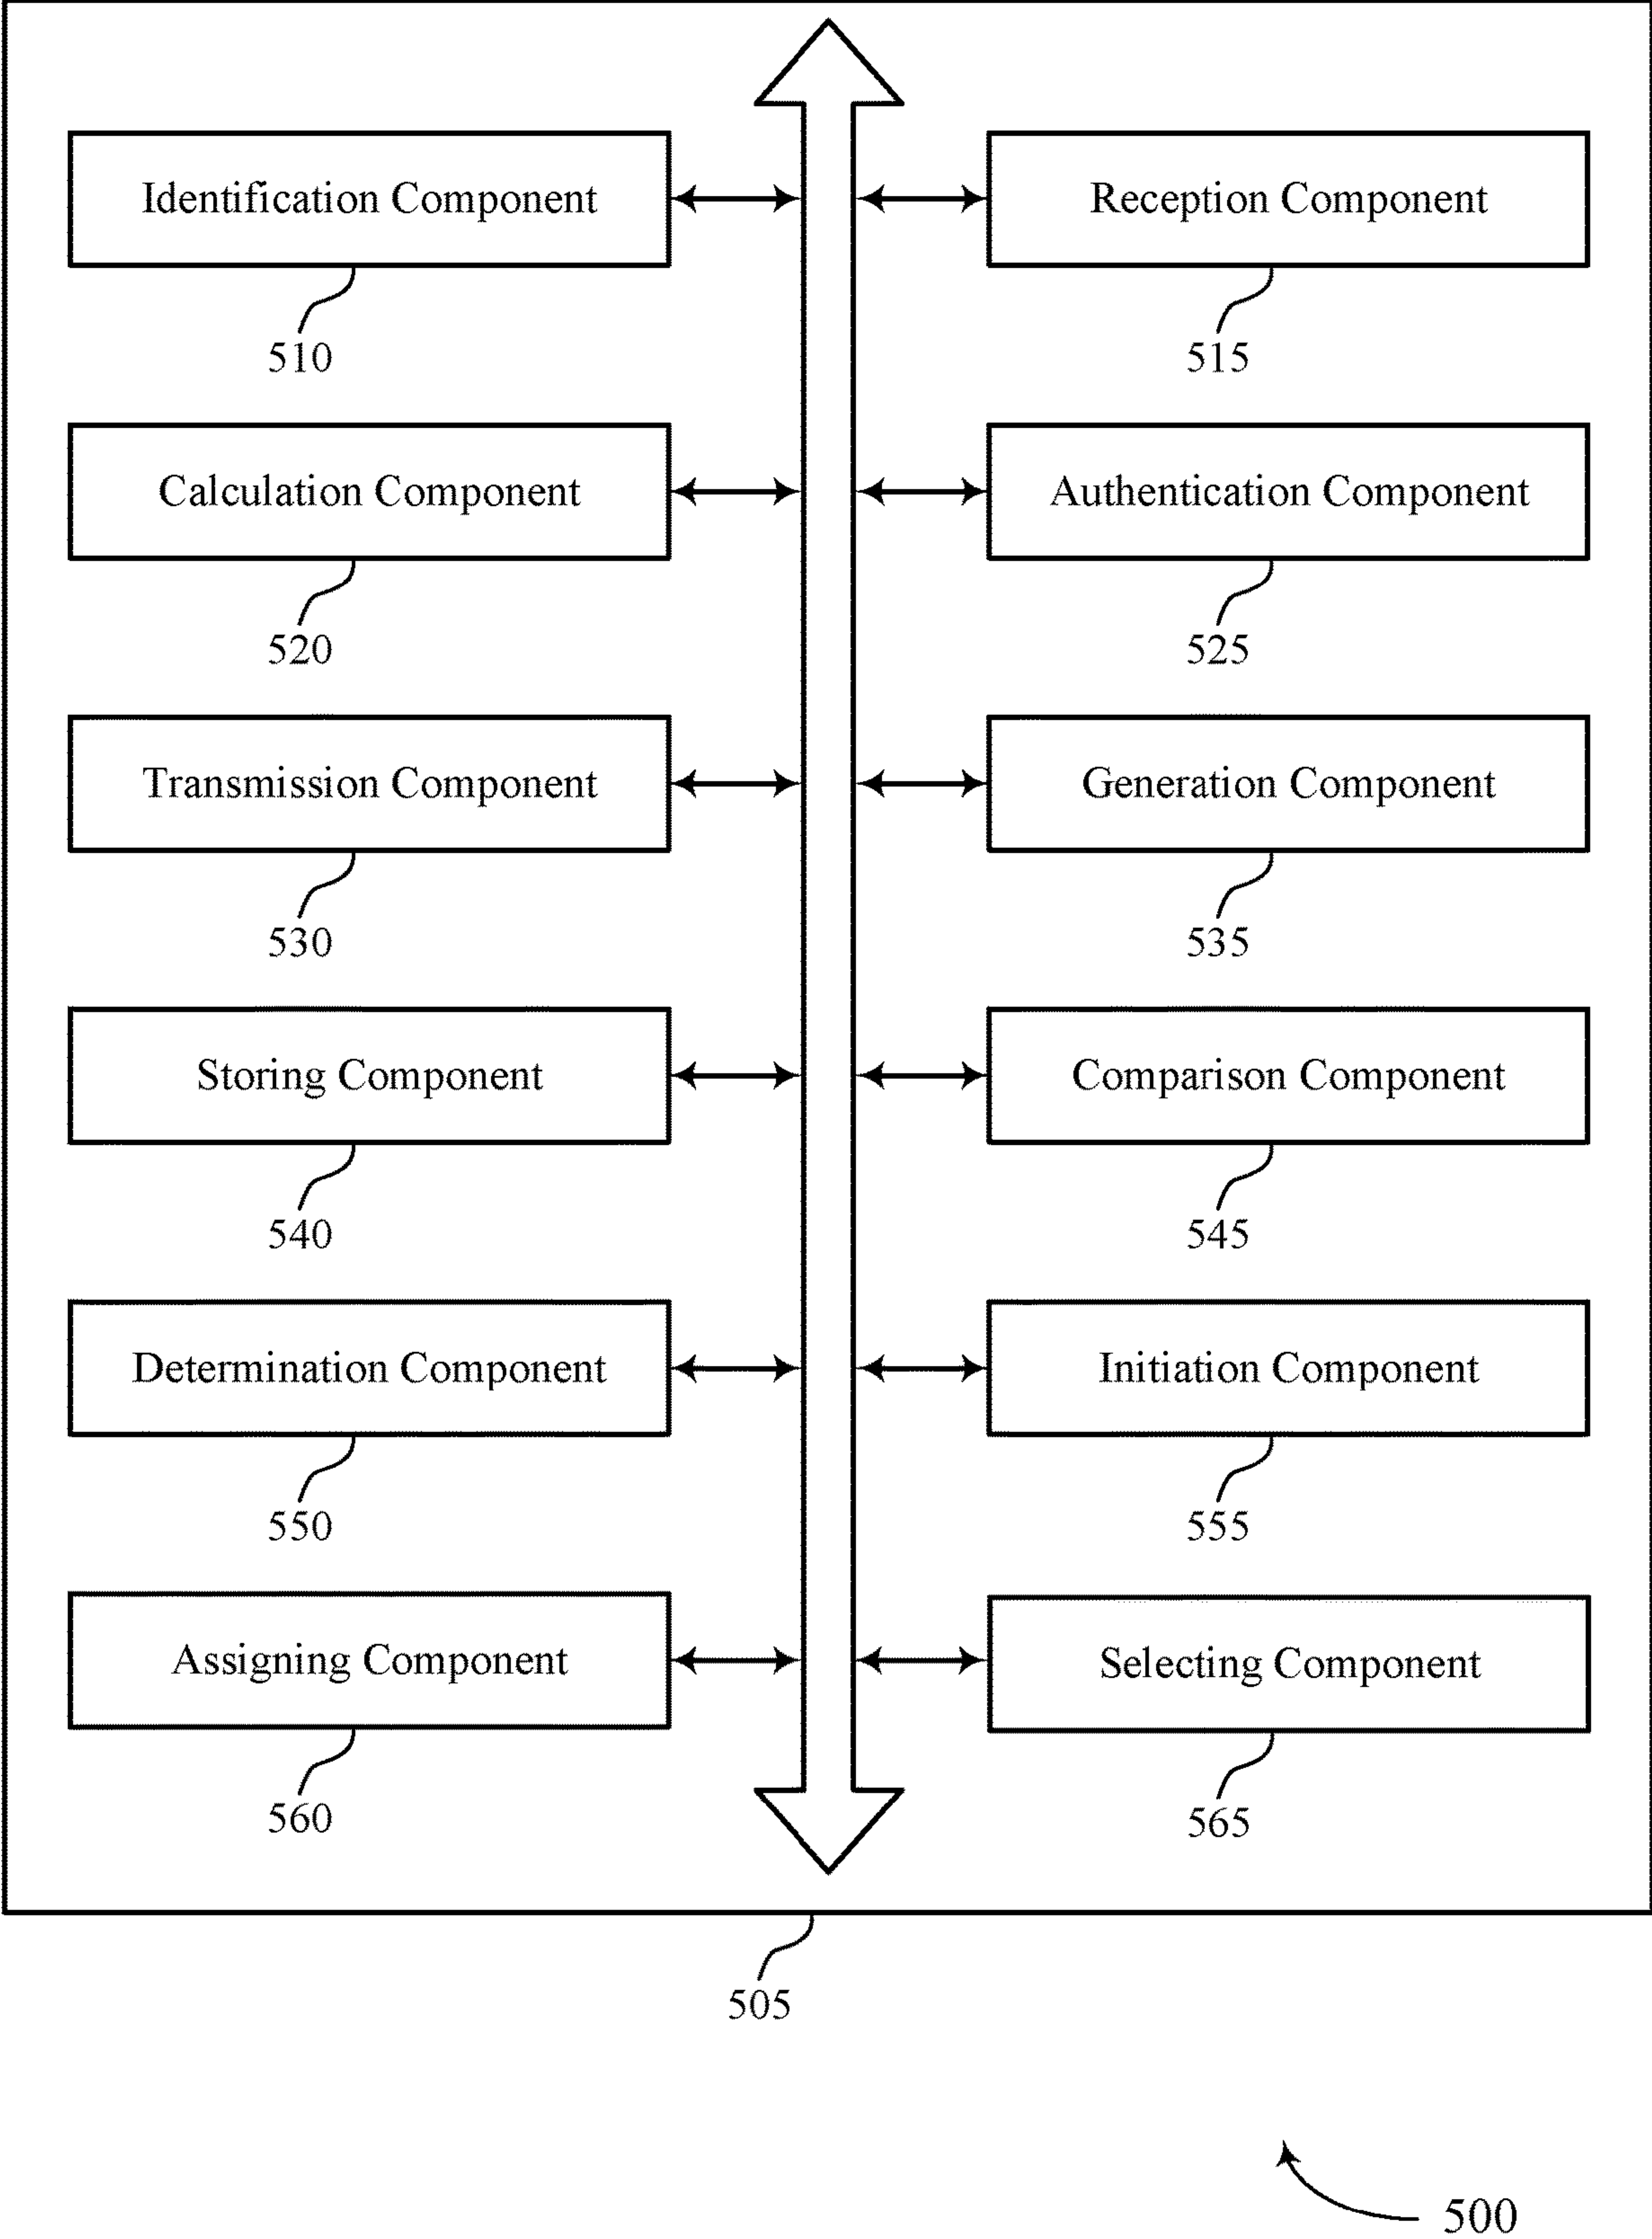 Identification Component
Reception Component
510
515
Calculation Component
Authentication Component
520
525
Transmission Component
Generation Component
530
535
Storing Component
Comparison Component
540
545
Determination Component
Initiation Component
550
555
Assigning Component
Selecting Component
560
565
505
500